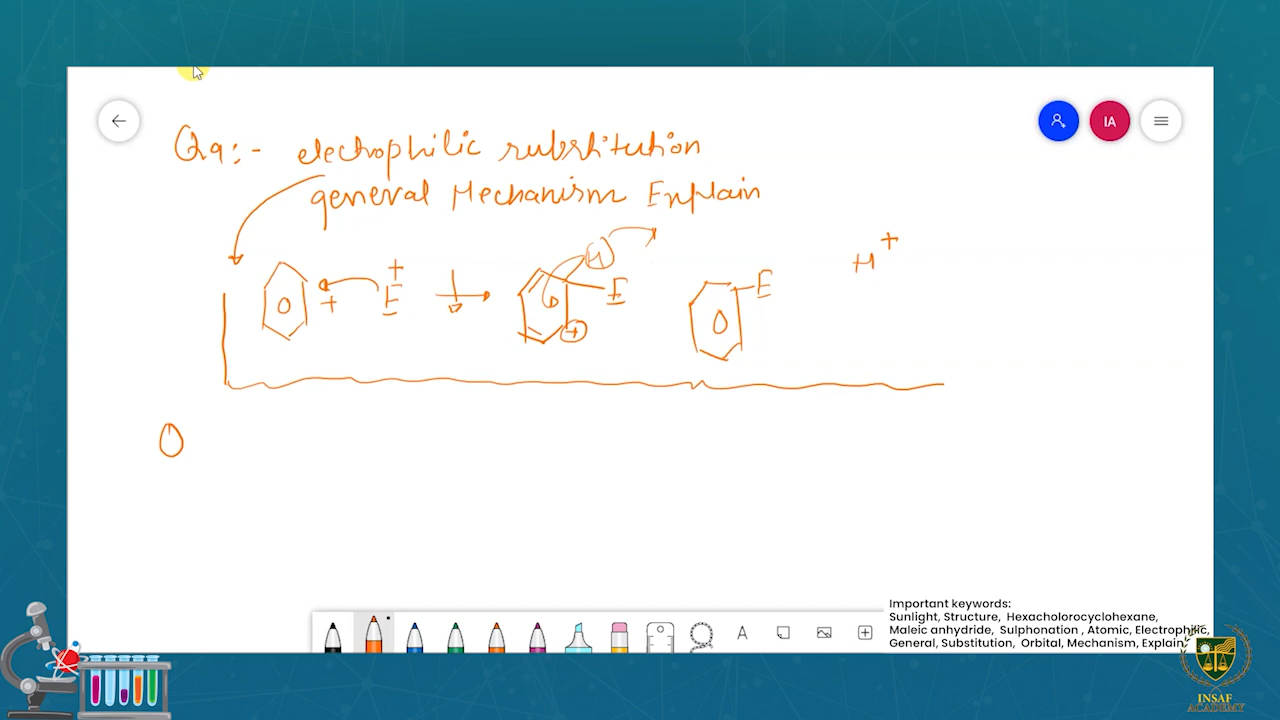 Q9:- electrophilic substitution
general Mechanism Explain
H
+
+
E
+
E
+
E
H+
IA
A
Important keywords:
Sunlight, Structure, Hexacholorocyclohexane,
Maleic anhydride, Sulphonation , Atomic, Electrophilic,
General, Substitution, Orbital, Mechanism, Explain
INSAF
ACADEMY